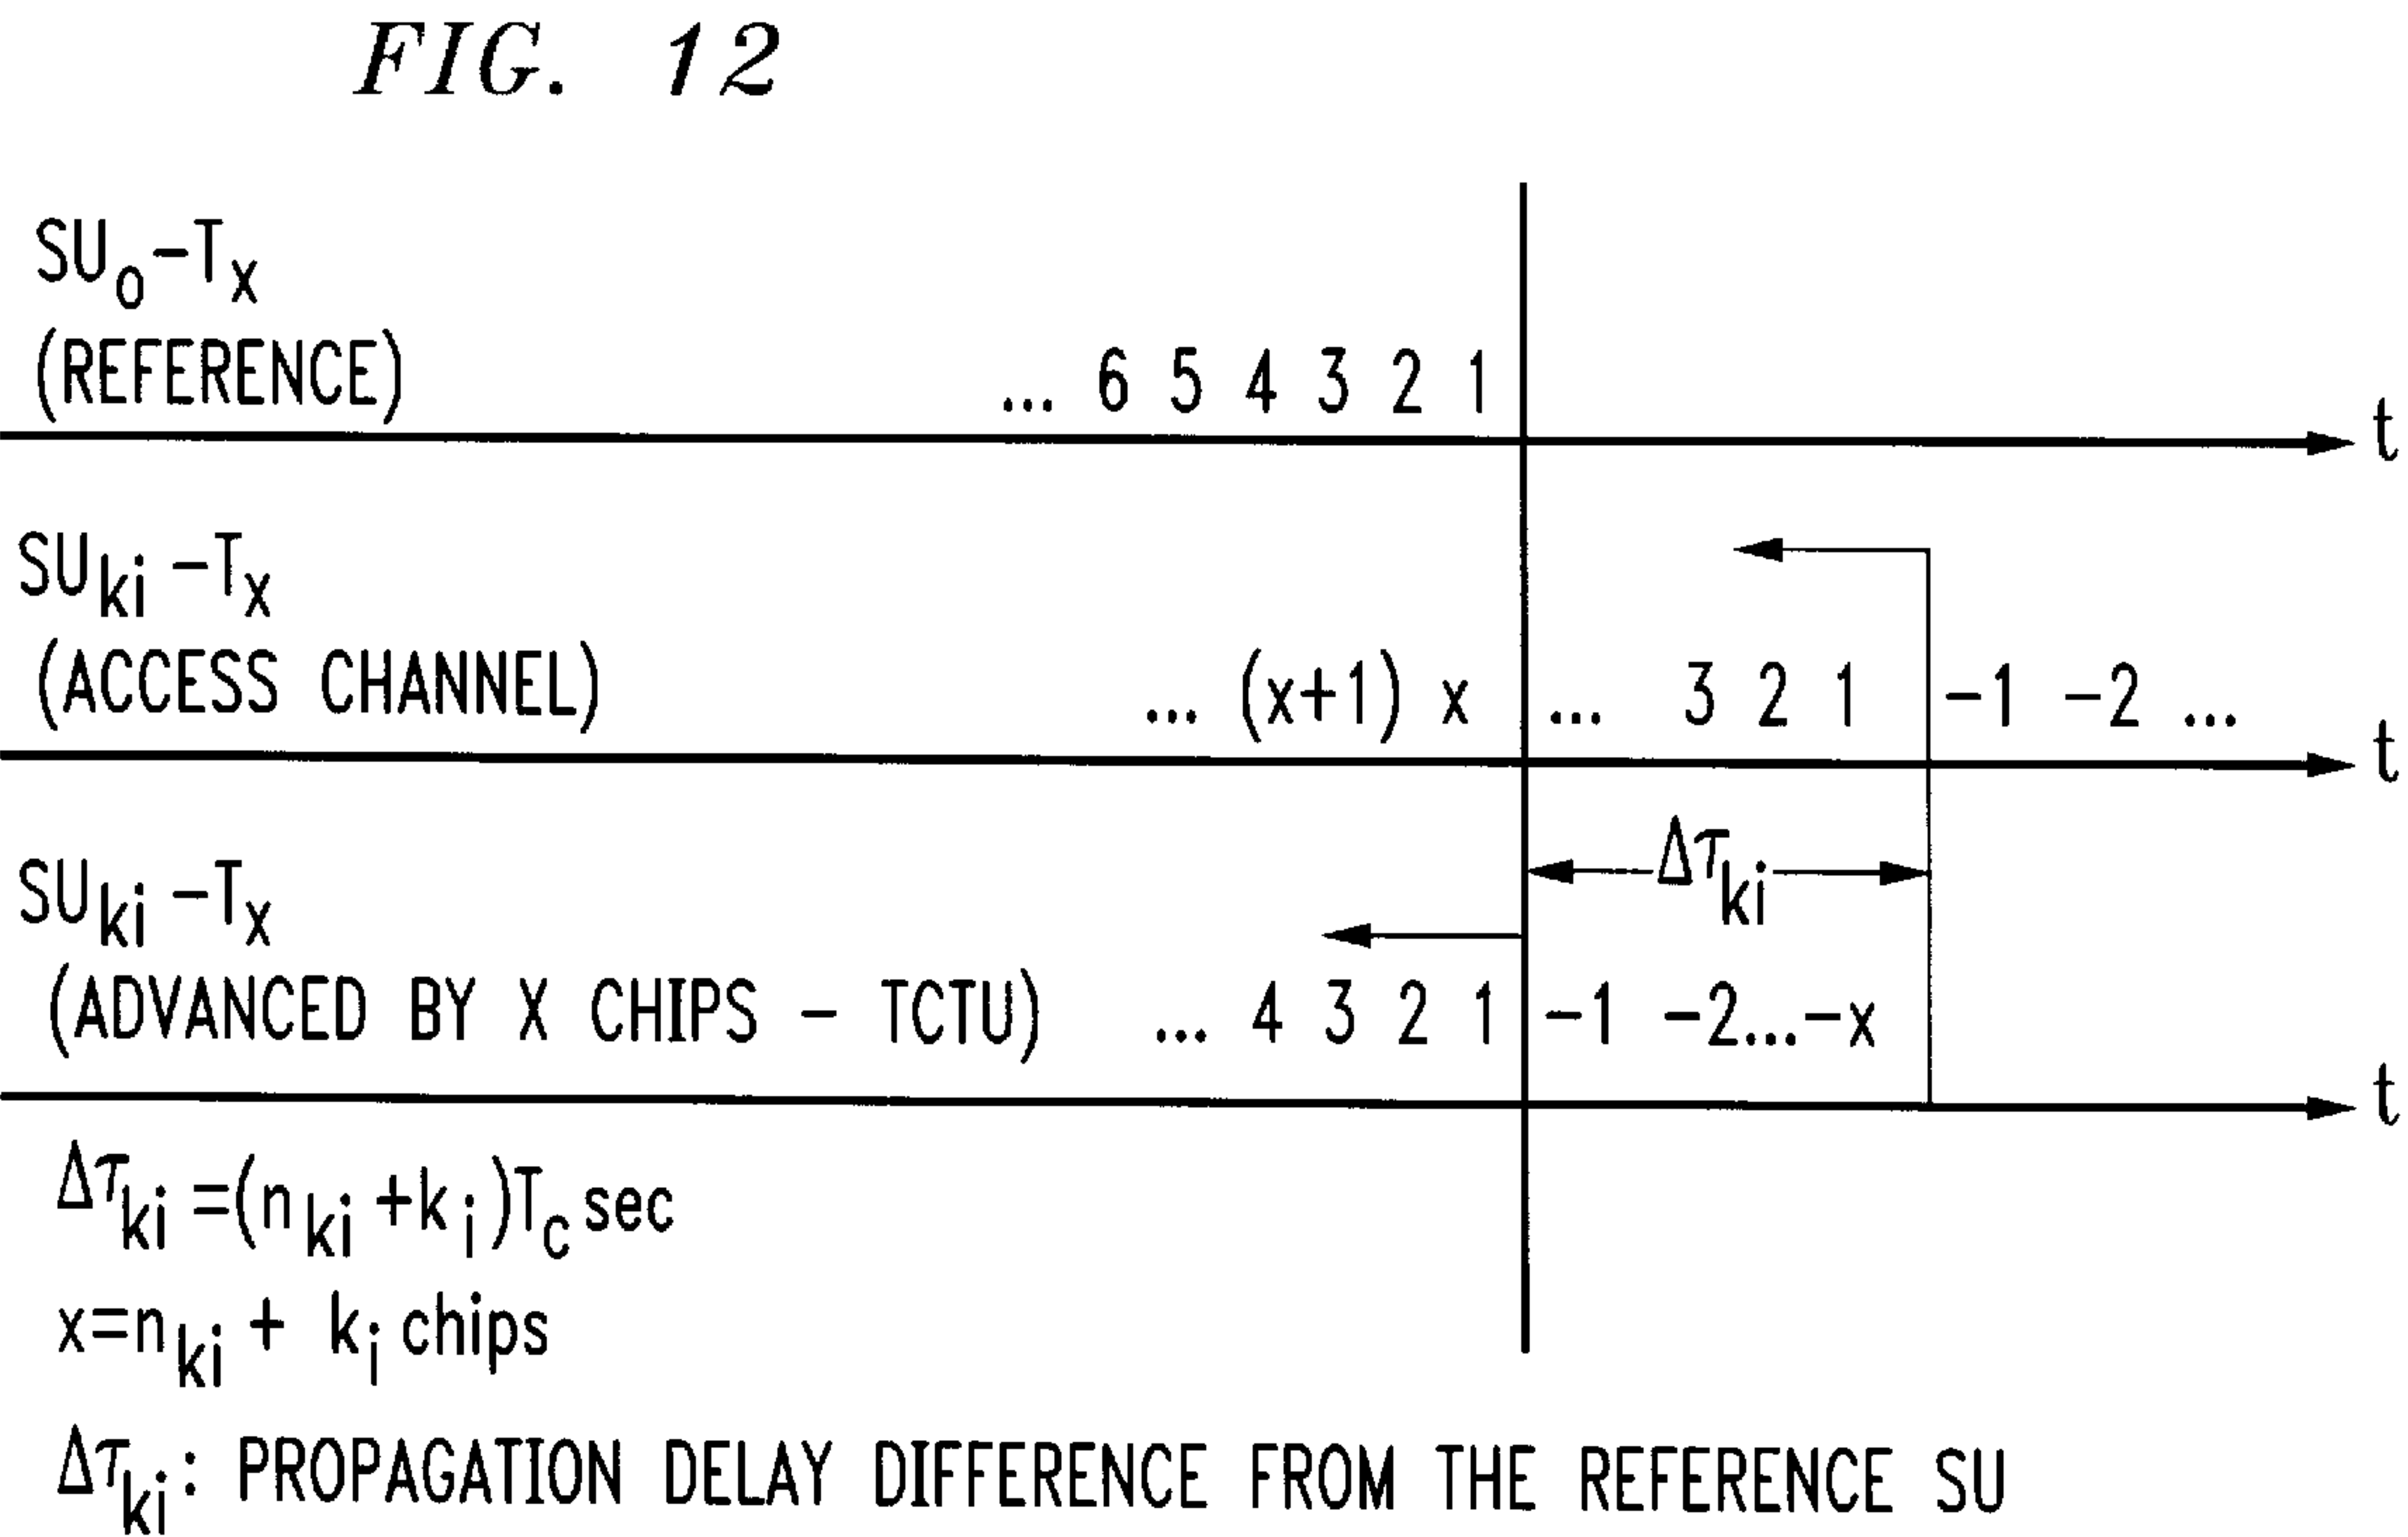 FIG. 12
SUo-Tx
(REFERENCE)
... 6 5 4 3 2 1
t
SUki-Tx
(ACCESS CHANNEL)
... (x+1) x ... 3 2 1 -1 -2 ...
t
Δτki
SUki-Tx
(ADVANCED BY X CHIPS - TCTU)
... 4 3 2 1 -1 -2...-x
t
Δτki=(nki+ki)Tc sec
x=nki + ki chips
Δτki: PROPAGATION DELAY DIFFERENCE FROM THE REFERENCE SU